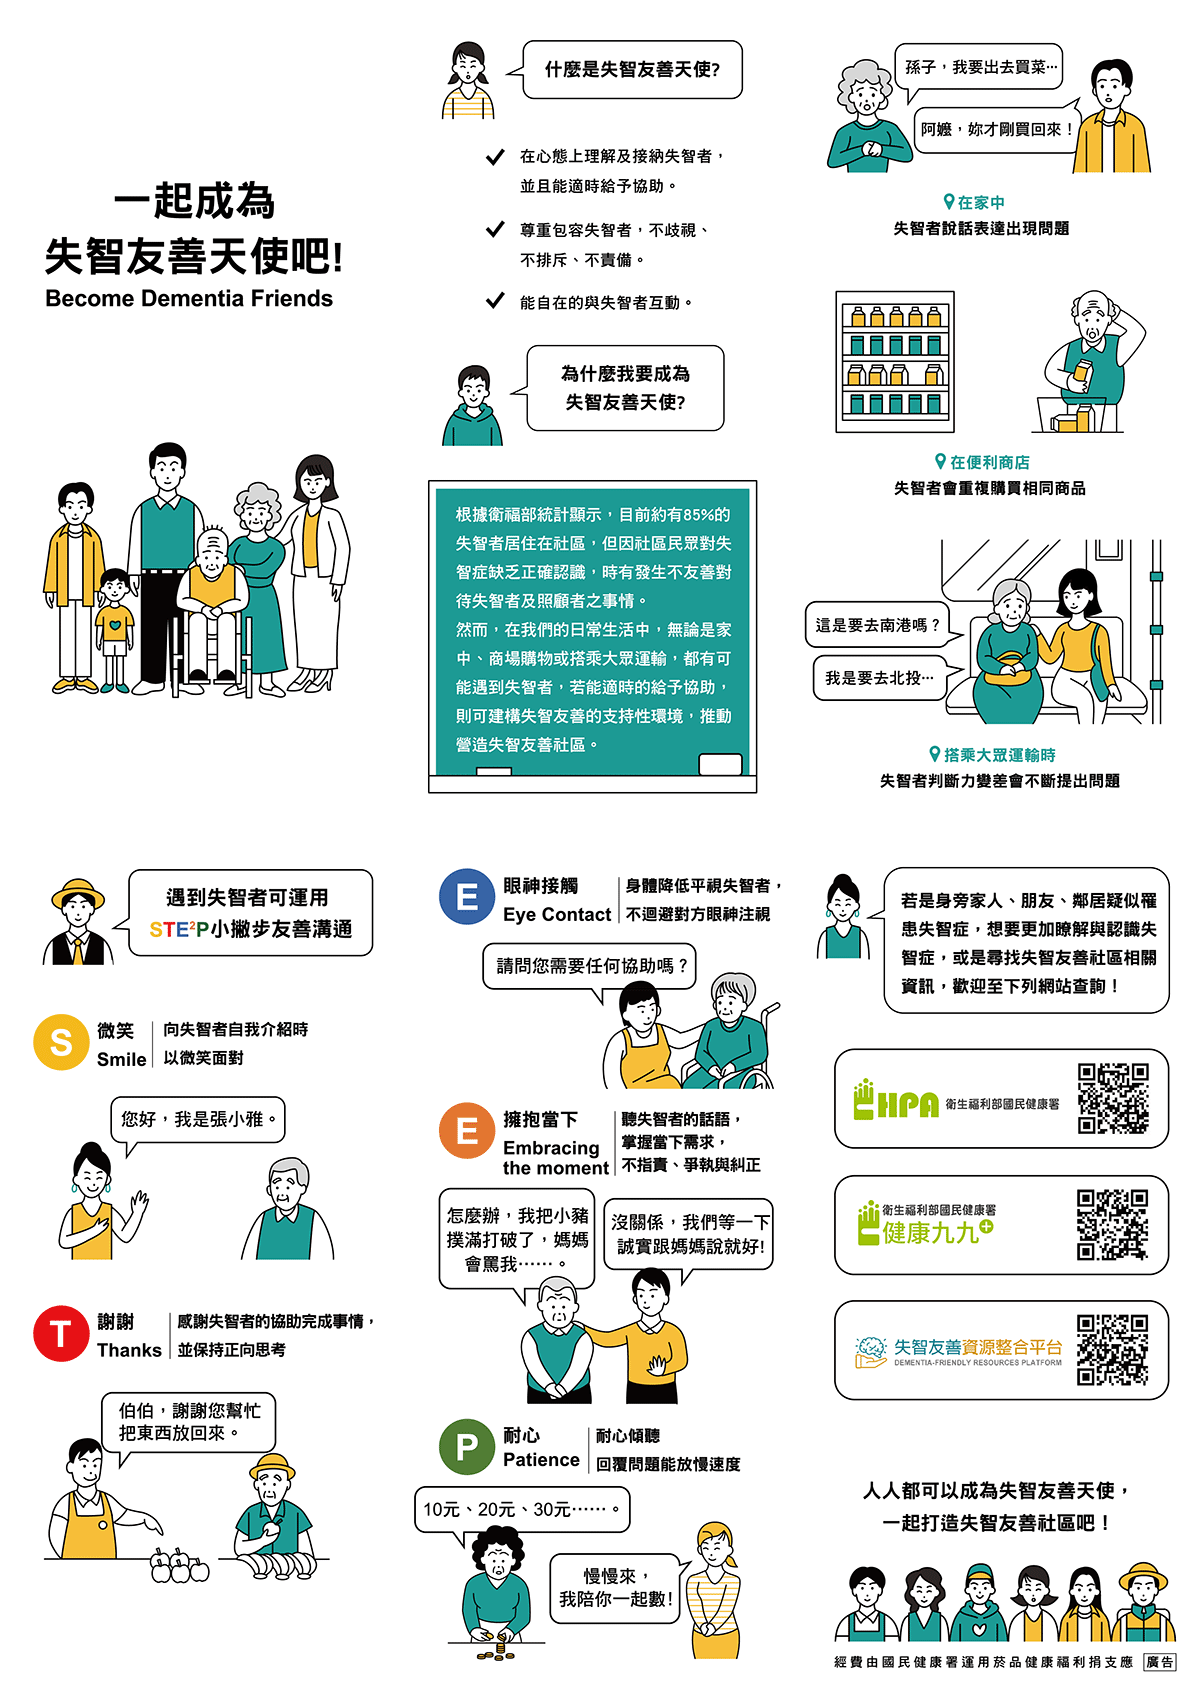 一起成為
失智友善天使吧!
Become Dementia Friends
什麼是失智友善天使?
在心態上理解及接納失智者，
並且能適時給予協助。
尊重包容失智者，不歧視、
不排斥、不責備。
能自在的與失智者互動。
為什麼我要成為
失智友善天使?
根據衛福部統計顯示，目前約有85%的
失智者居住在社區，但因社區民眾對失
智症缺乏正確認識，時有發生不友善對
待失智者及照顧者之事情。
然而，在我們的日常生活中，無論是家
中、商場購物或搭乘大眾運輸，都有可
能遇到失智者，若能適時的給予協助，
則可建構失智友善的支持性環境，推動
營造失智友善社區。
孫子，我要出去買菜…
阿嬤，妳才剛買回來！
在家中
失智者說話表達出現問題
在便利商店
失智者會重複購買相同商品
這是要去南港嗎？
我是要去北投…
搭乘大眾運輸時
失智者判斷力變差會不斷提出問題
遇到失智者可運用
STE²P小撇步友善溝通
S
微笑
Smile
向失智者自我介紹時
以微笑面對
您好，我是張小雅。
T
謝謝
Thanks
感謝失智者的協助完成事情，
並保持正向思考
伯伯，謝謝您幫忙
把東西放回來。
E
眼神接觸
Eye Contact
身體降低平視失智者，
不迴避對方眼神注視
請問您需要任何協助嗎？
E
擁抱當下
Embracing
the moment
聽失智者的話語，
掌握當下需求，
不指責、爭執與糾正
怎麼辦，我把小豬
撲滿打破了，媽媽
會罵我……。
沒關係，我們等一下
誠實跟媽媽說就好!
P
耐心
Patience
耐心傾聽
回覆問題能放慢速度
10元、20元、30元……。
慢慢來，
我陪你一起數!
若是身旁家人、朋友、鄰居疑似罹
患失智症，想要更加瞭解與認識失
智症，或是尋找失智友善社區相關
資訊，歡迎至下列網站查詢！
HPA 衛生福利部國民健康署
衛生福利部國民健康署
健康九九+
失智友善資源整合平台
DEMENTIA-FRIENDLY RESOURCES PLATFORM
人人都可以成為失智友善天使，
一起打造失智友善社區吧！
經費由國民健康署運用菸品健康福利捐支應 廣告